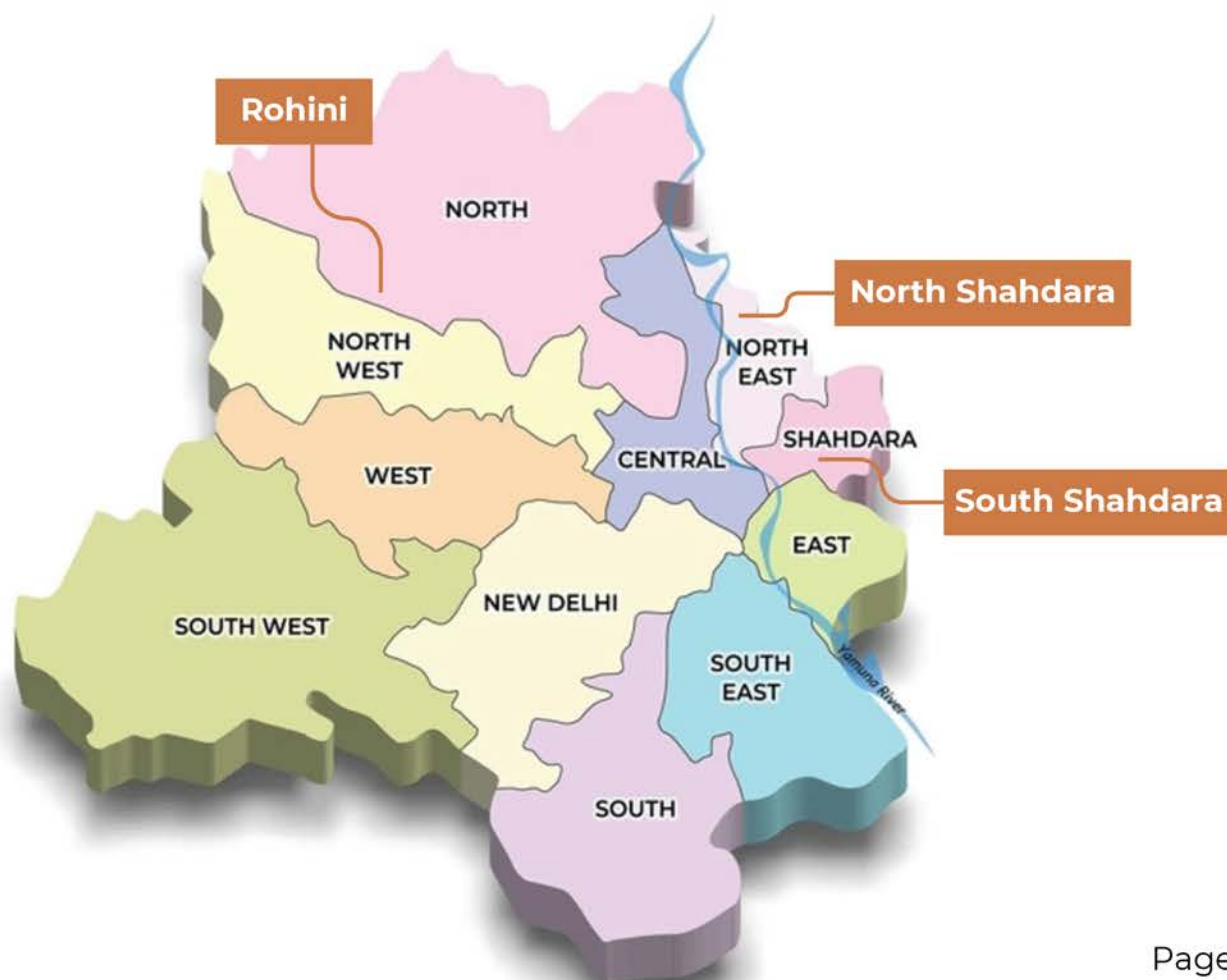 Rohini
NORTH
North Shahdara
NORTH
WEST
NORTH
EAST
SHAHDARA
CENTRAL
WEST
South Shahdara
EAST
NEW DELHI
SOUTH WEST
SOUTH
EAST
Yamuna River
SOUTH
Page